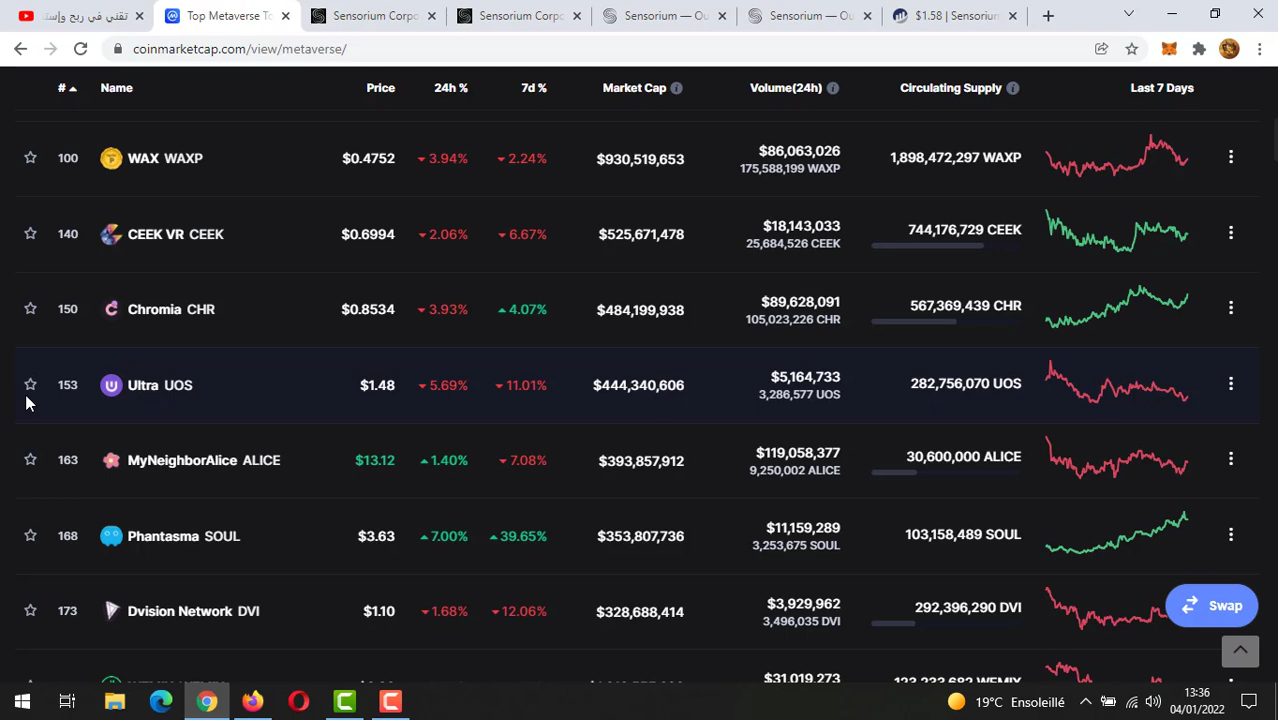 تقني في ربح وإست
Top Metaverse To
Sensorium Corpo
Sensorium Corpo
Sensorium — Ou
Sensorium — Ou
$1.58 | Sensorium
coinmarketcap.com/view/metaverse/
# Name Price 24h % 7d % Market Cap Volume(24h) Circulating Supply Last 7 Days
100 WAX WAXP $0.4752 3.94% 2.24% $930,519,653 $86,063,026 1,898,472,297 WAXP
175,588,199 WAXP
140 CEEK VR CEEK $0.6994 2.06% 6.67% $525,671,478 $18,143,033 744,176,729 CEEK
25,684,526 CEEK
150 Chromia CHR $0.8534 3.93% 4.07% $484,199,938 $89,628,091 567,369,439 CHR
105,023,226 CHR
153 Ultra UOS $1.48 5.69% 11.01% $444,340,606 $5,164,733 282,756,070 UOS
3,286,577 UOS
163 MyNeighborAlice ALICE $13.12 1.40% 7.08% $393,857,912 $119,058,377 30,600,000 ALICE
9,250,002 ALICE
168 Phantasma SOUL $3.63 7.00% 39.65% $353,807,736 $11,159,289 103,158,489 SOUL
3,253,675 SOUL
173 Dvision Network DVI $1.10 1.68% 12.06% $328,688,414 $3,929,962 292,396,290 DVI
3,496,035 DVI
Swap
$31,019,273
19°C Ensoleillé
13:36
04/01/2022